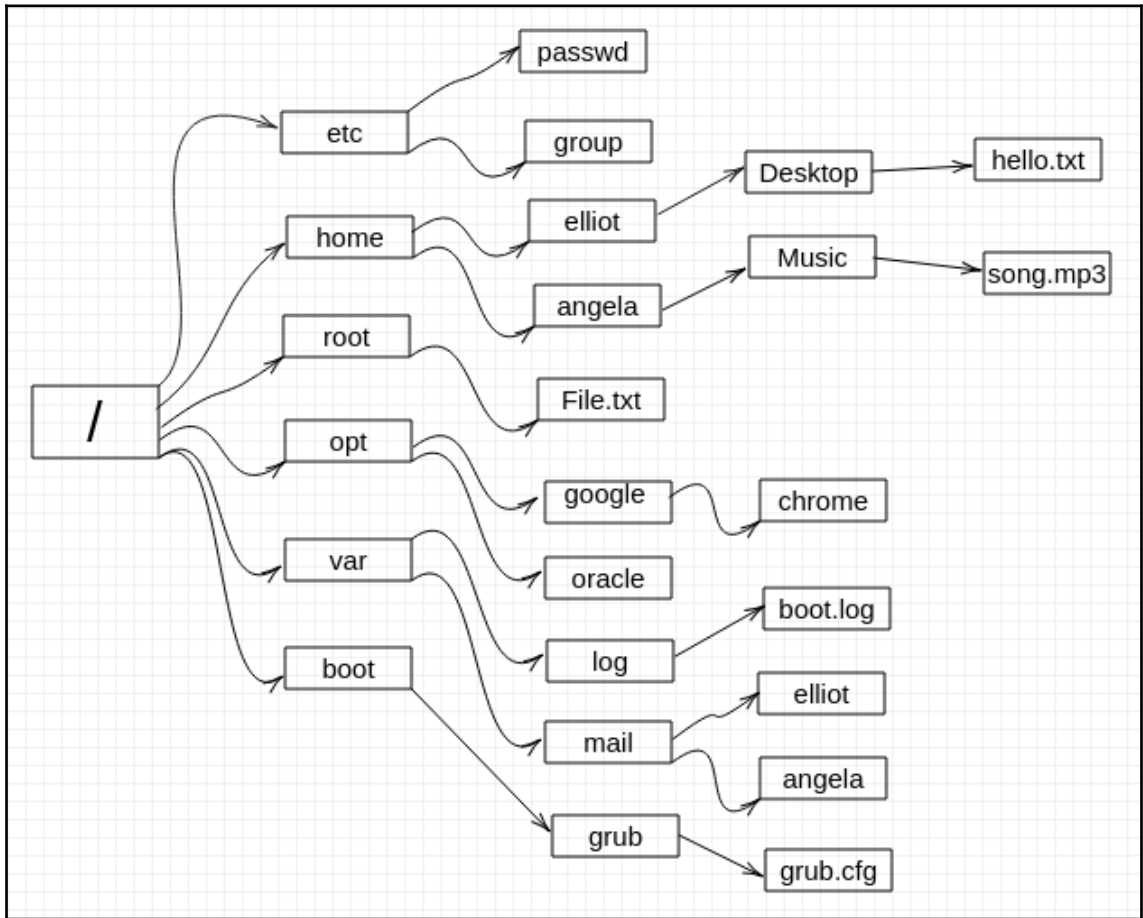 passwd
etc
group
hello.txt
Desktop
elliot
home
Music
song.mp3
angela
root
File.txt
/
opt
google
chrome
var
oracle
boot.log
log
boot
elliot
mail
angela
grub
grub.cfg